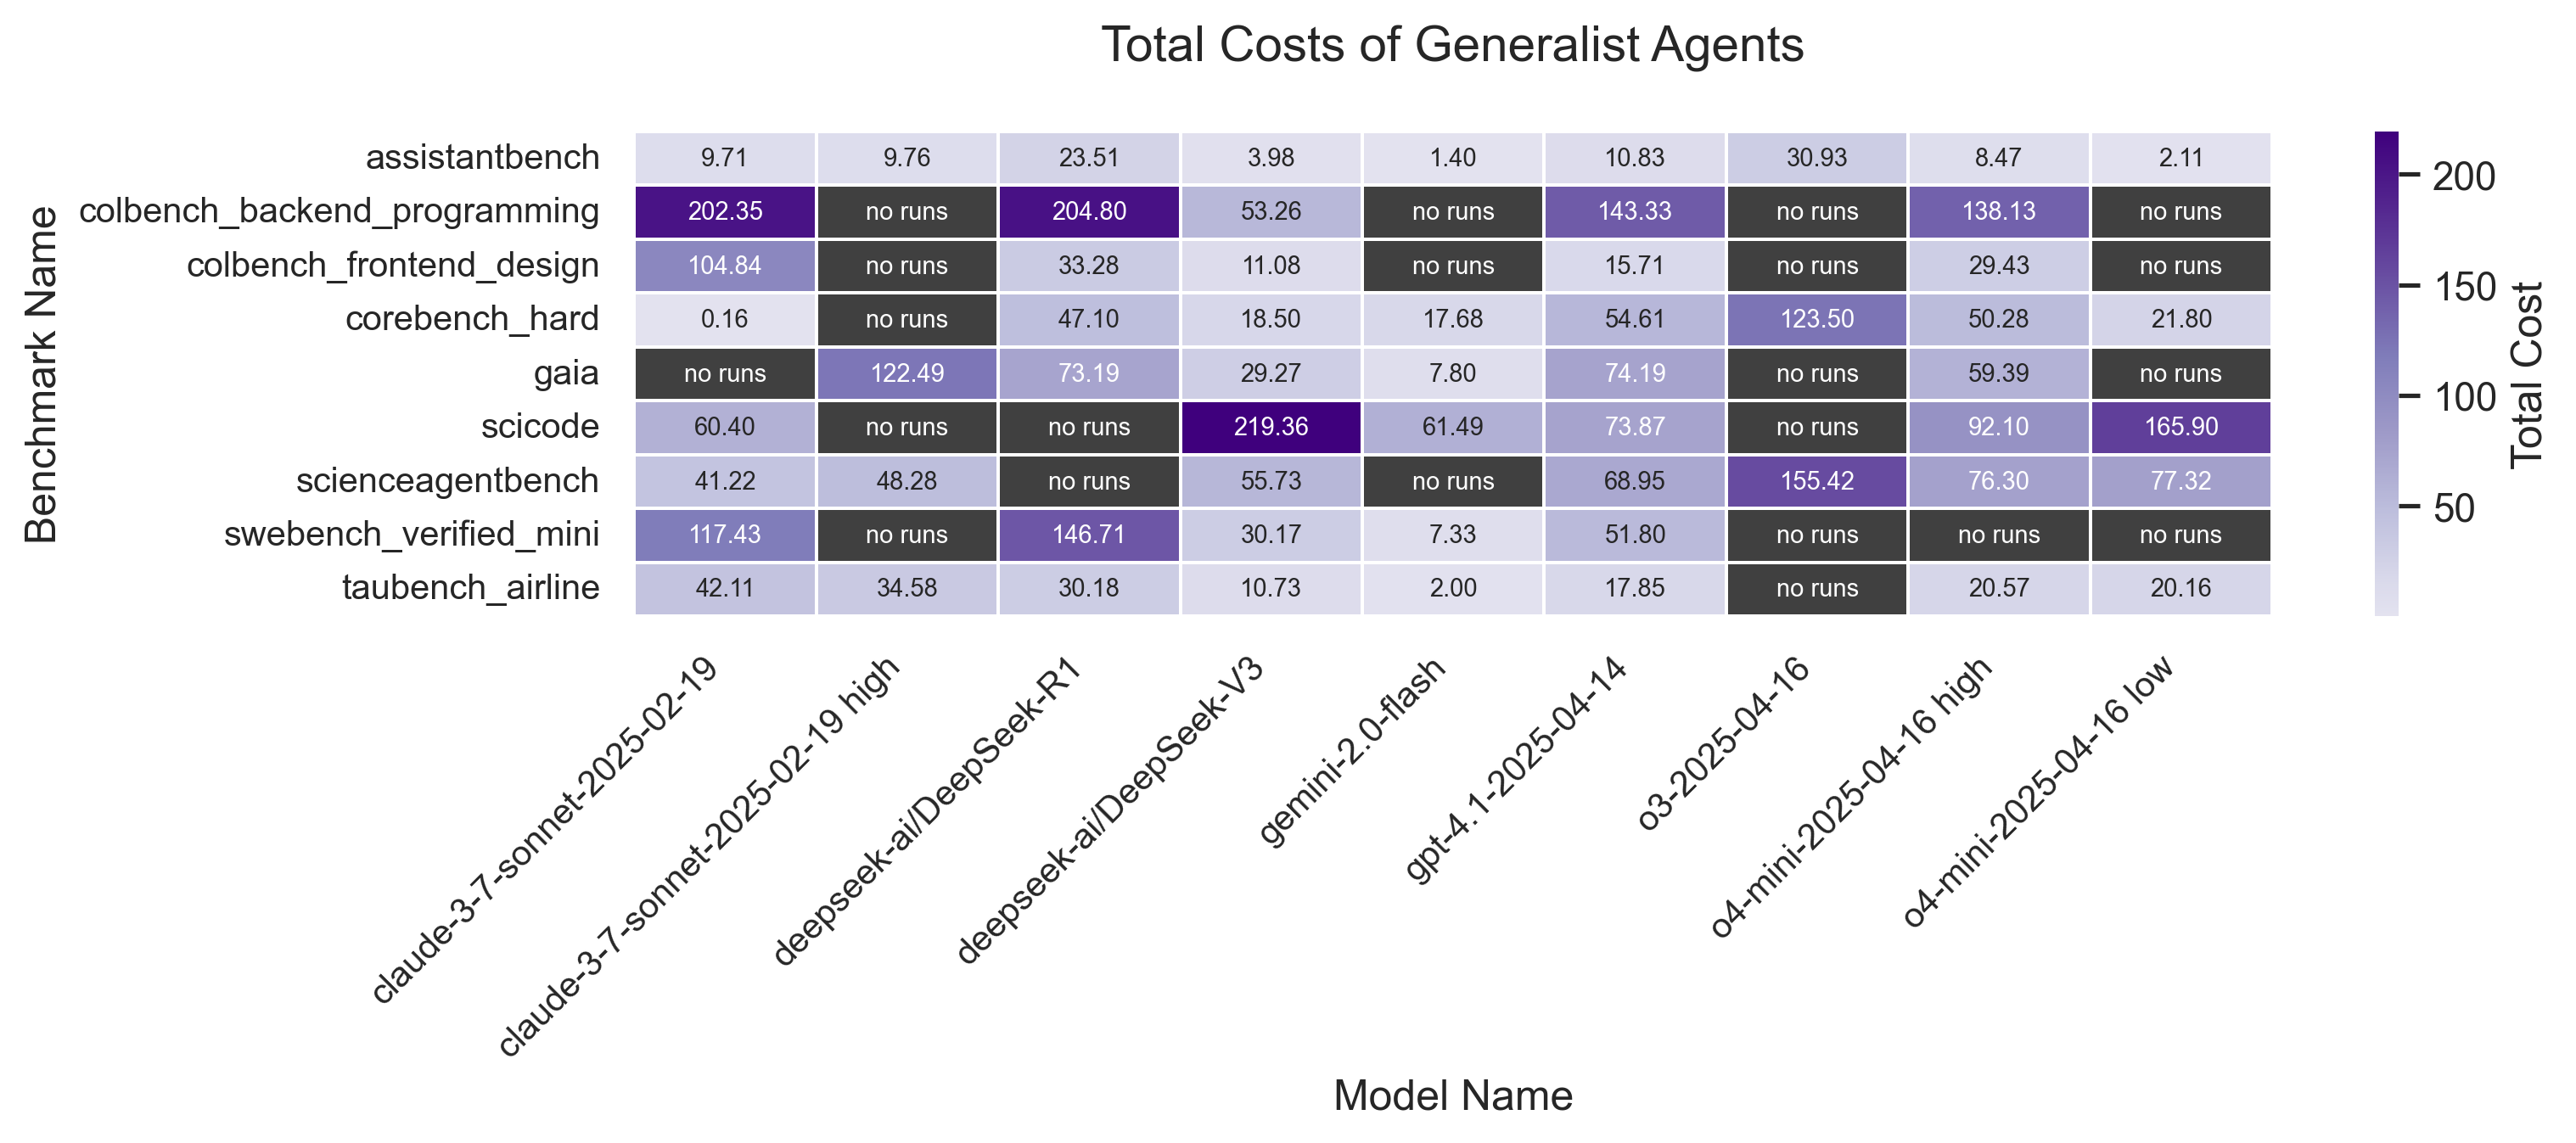 Total Costs of Generalist Agents
Benchmark Name
assistantbench 9.71 9.76 23.51 3.98 1.40 10.83 30.93 8.47 2.11
colbench_backend_programming 202.35 no runs 204.80 53.26 no runs 143.33 no runs 138.13 no runs
colbench_frontend_design 104.84 no runs 33.28 11.08 no runs 15.71 no runs 29.43 no runs
corebench_hard 0.16 no runs 47.10 18.50 17.68 54.61 123.50 50.28 21.80
gaia no runs 122.49 73.19 29.27 7.80 74.19 no runs 59.39 no runs
scicode 60.40 no runs no runs 219.36 61.49 73.87 no runs 92.10 165.90
scienceagentbench 41.22 48.28 no runs 55.73 no runs 68.95 155.42 76.30 77.32
swebench_verified_mini 117.43 no runs 146.71 30.17 7.33 51.80 no runs no runs no runs
taubench_airline 42.11 34.58 30.18 10.73 2.00 17.85 no runs 20.57 20.16
claude-3-7-sonnet-2025-02-19
claude-3-7-sonnet-2025-02-19 high
deepseek-ai/DeepSeek-R1
deepseek-ai/DeepSeek-V3
gemini-2.0-flash
gpt-4.1-2025-04-14
o3-2025-04-16
o4-mini-2025-04-16 high
o4-mini-2025-04-16 low
Model Name
200
150
100
50
Total Cost